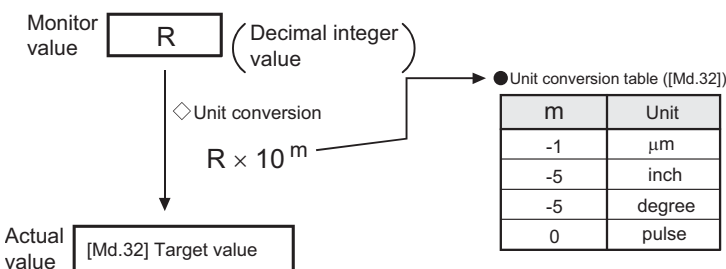 Monitor
value
R
Decimal integer
value
●Unit conversion table ([Md.32])
◇Unit conversion
R × 10^m
m Unit
-1 μm
-5 inch
-5 degree
0 pulse
Actual
value
[Md.32] Target value